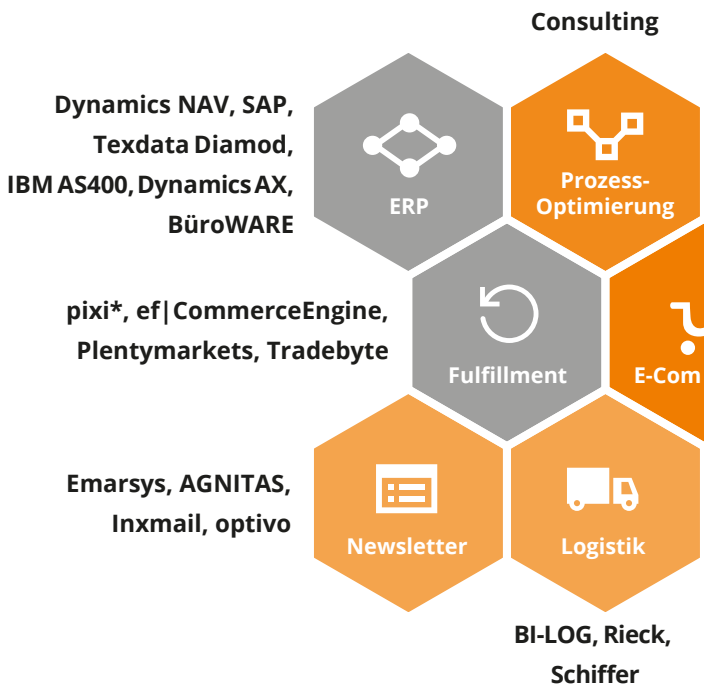 Consulting
Dynamics NAV, SAP,
Texdata Diamod,
IBM AS400, Dynamics AX,
BüroWARE
ERP
Prozess-
Optimierung
pixi*, ef|CommerceEngine,
Plentymarkets, Tradebyte
Fulfillment
E-Com
Emarsys, AGNITAS,
Inxmail, optivo
Newsletter
Logistik
BI-LOG, Rieck,
Schiffer